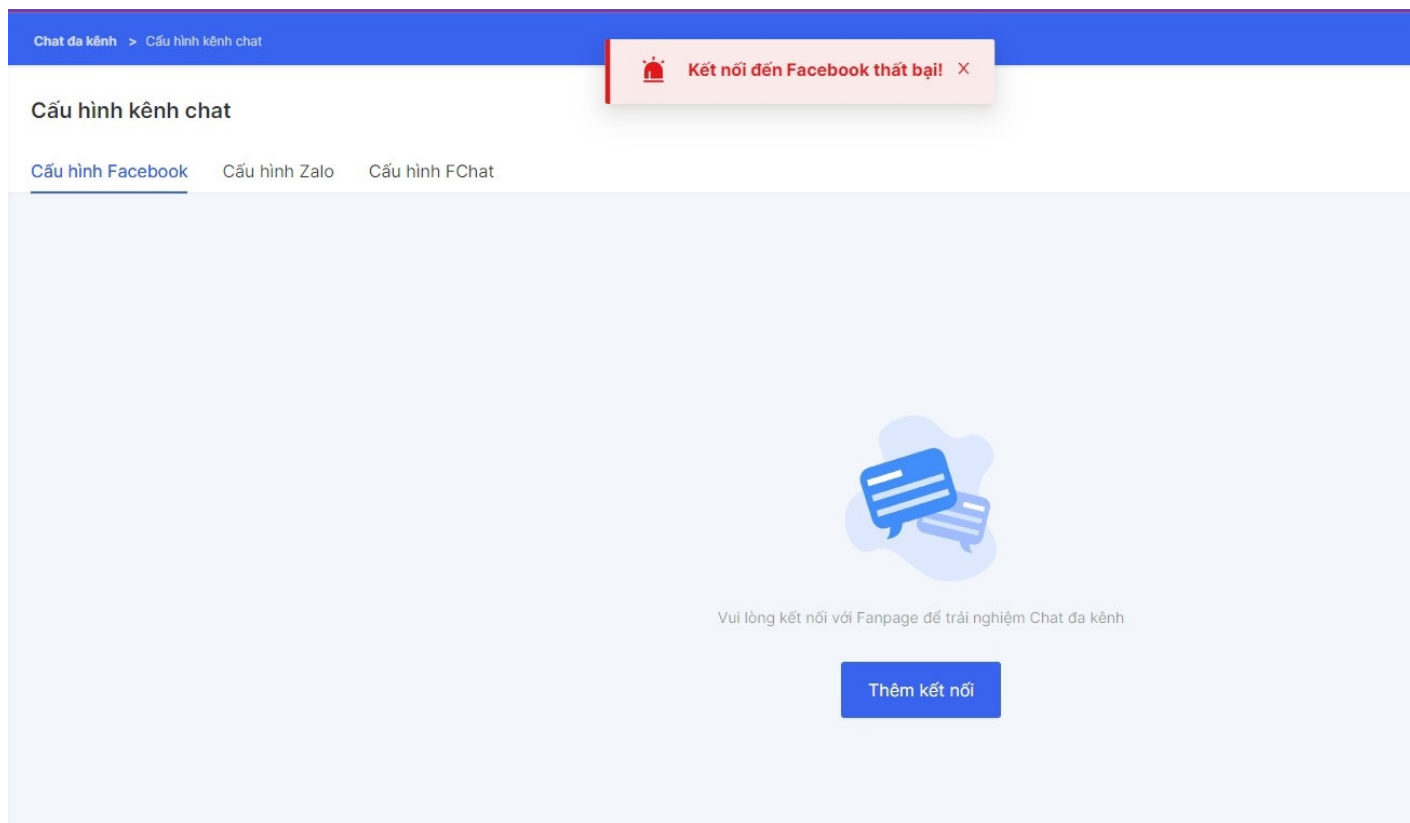 Chat đa kênh > Cấu hình kênh chat
Kết nối đến Facebook thất bại! X
Cấu hình kênh chat
Cấu hình Facebook Cấu hình Zalo Cấu hình FChat
Vui lòng kết nối với Fanpage để trải nghiệm Chat đa kênh
Thêm kết nối